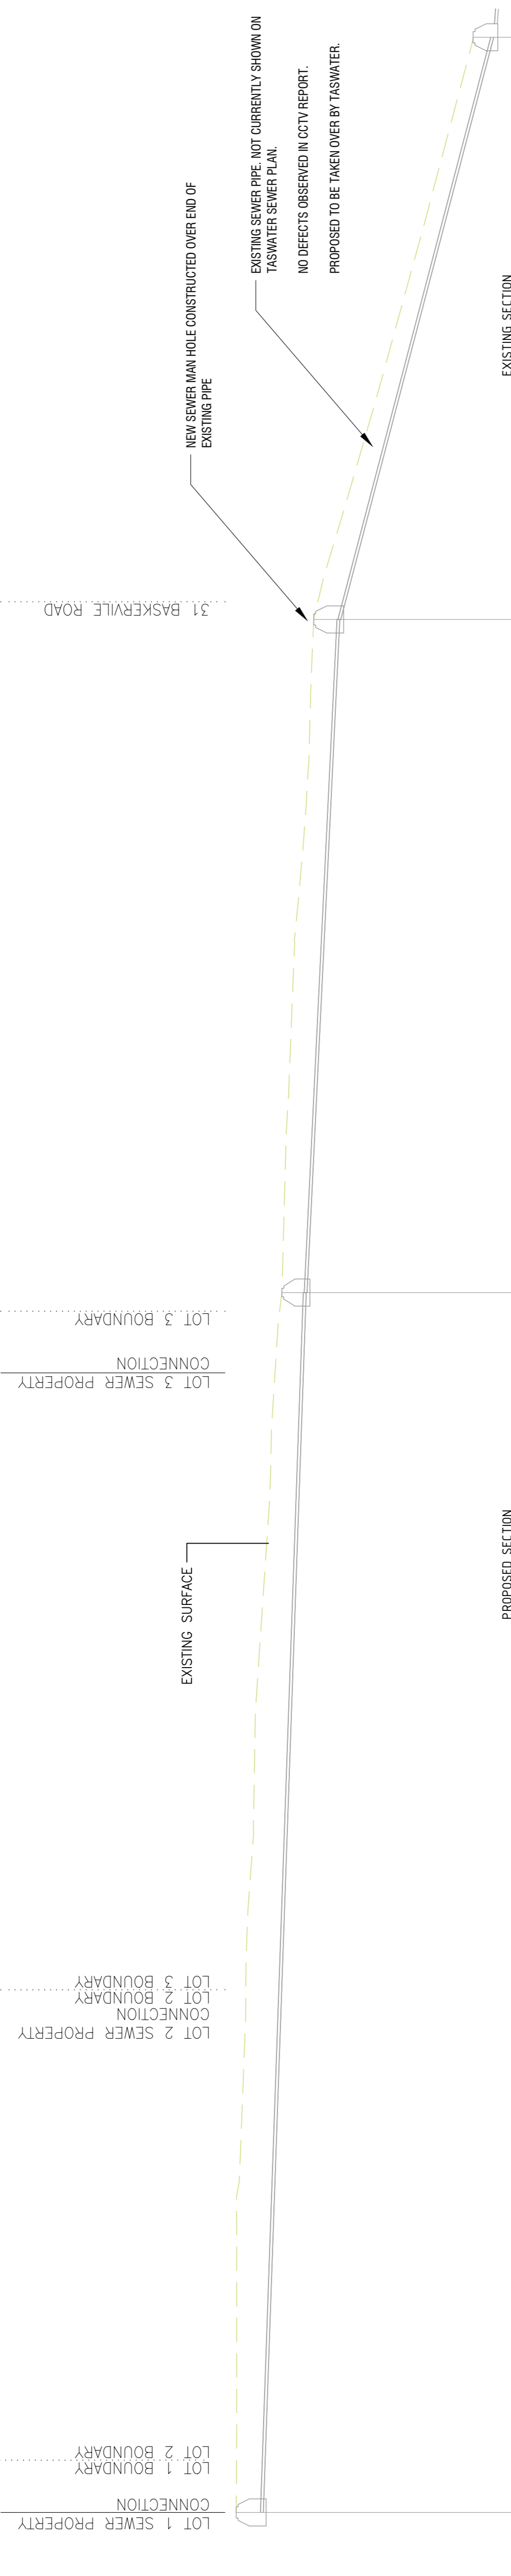 LOT 1 SEWER PROPERTY
CONNECTION
LOT 1 BOUNDARY
LOT 2 BOUNDARY
LOT 2 SEWER PROPERTY
CONNECTION
LOT 2 BOUNDARY
LOT 3 BOUNDARY
EXISTING SURFACE
LOT 3 SEWER PROPERTY
CONNECTION
LOT 3 BOUNDARY
31 BASKERVILE ROAD
NEW SEWER MAN HOLE CONSTRUCTED OVER END OF
EXISTING PIPE
EXISTING SEWER PIPE. NOT CURRENTLY SHOWN ON
TASWATER SEWER PLAN.
NO DEFECTS OBSERVED IN CCTV REPORT.
PROPOSED TO BE TAKEN OVER BY TASWATER.
PROPOSED SECTION
EXISTING SECTION